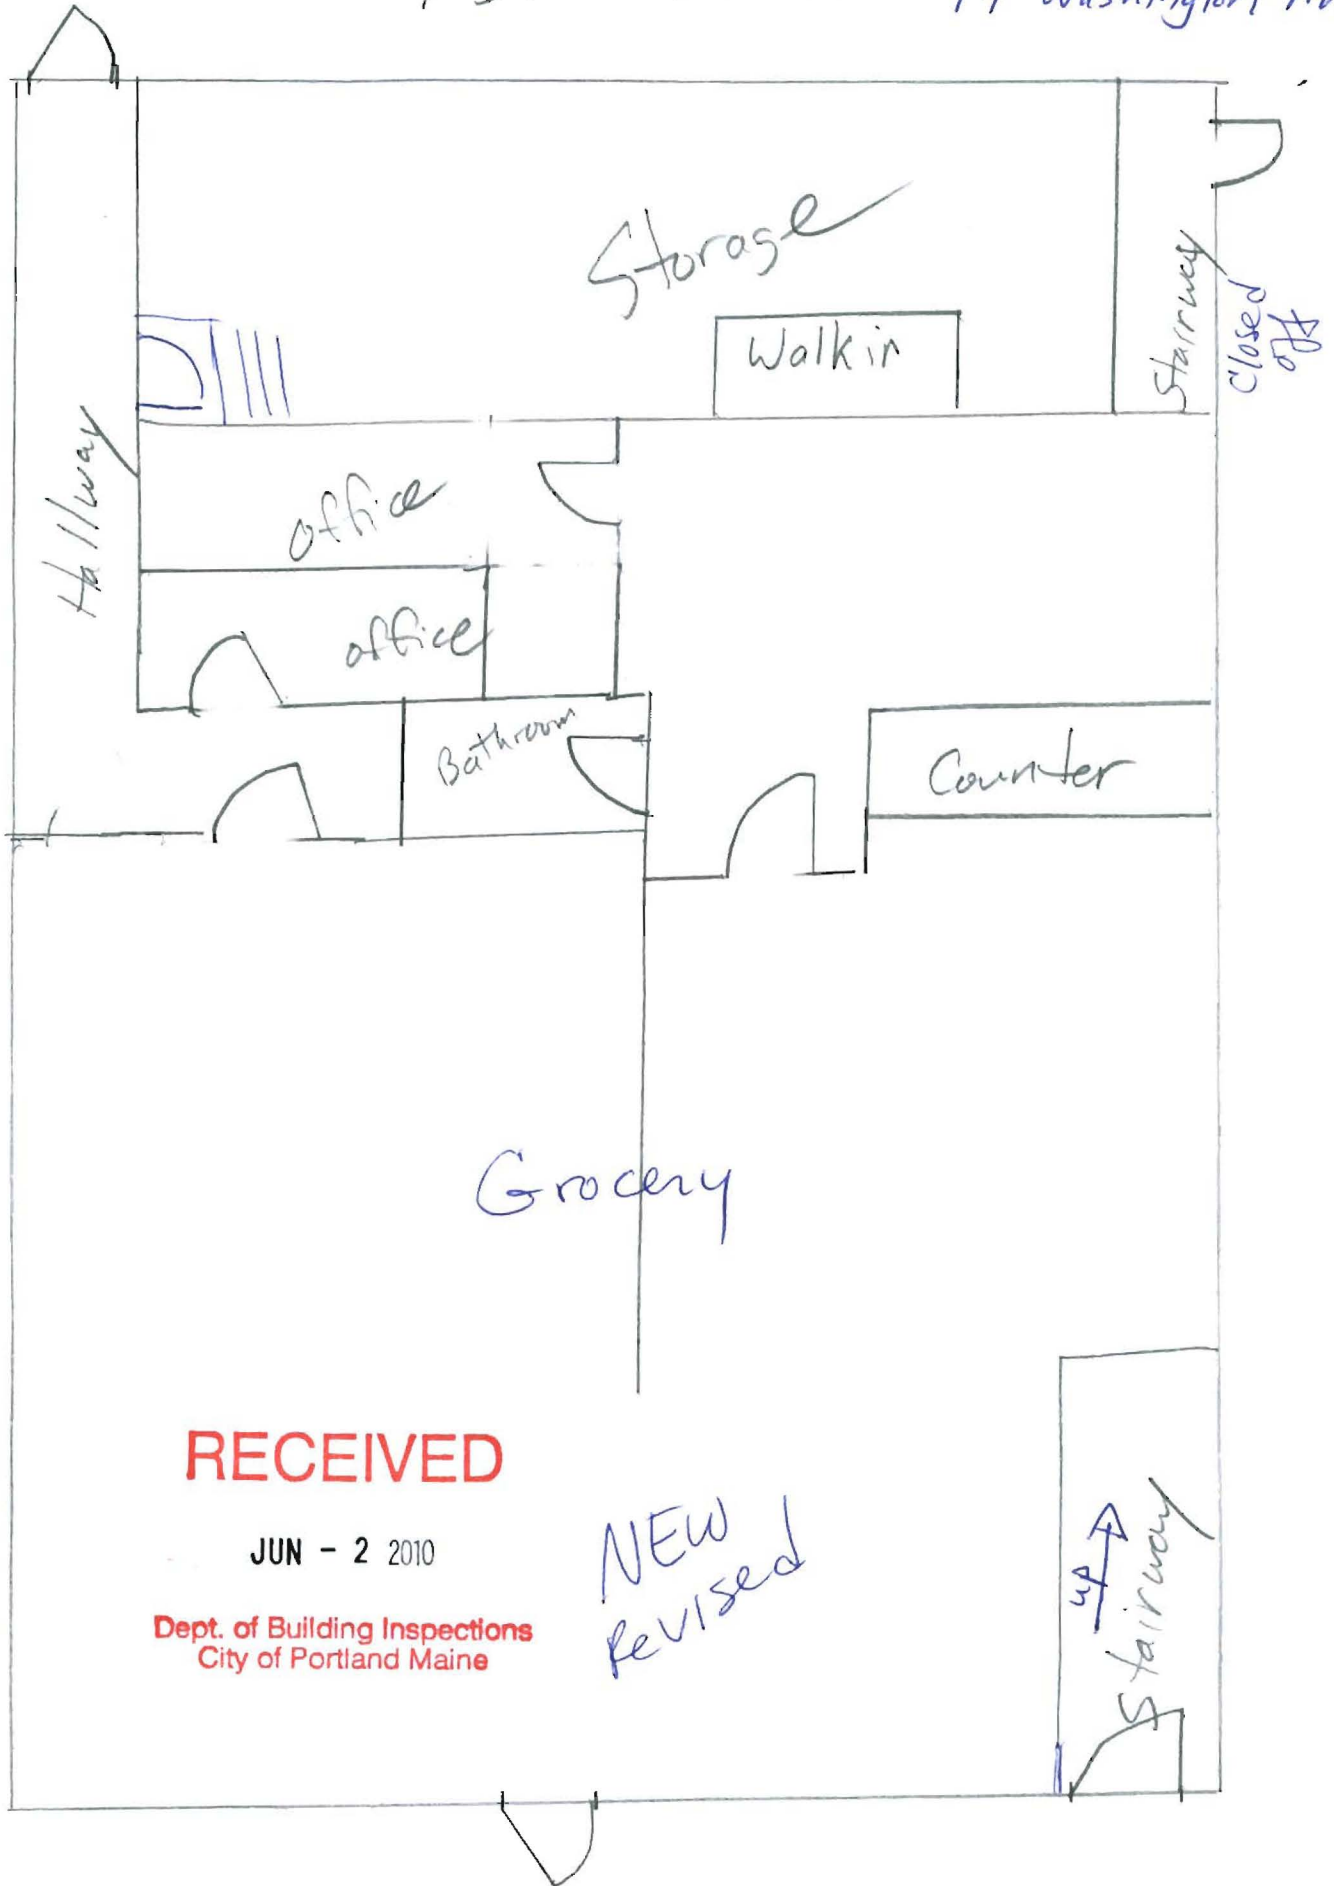 Washington
Storage
Walkin
Stairway
Closed
off
Hallway
office
office
Bathroom
Counter
Grocery
RECEIVED
JUN - 2 2010
Dept. of Building Inspections
City of Portland Maine
NEW
Revised
up
Stairway